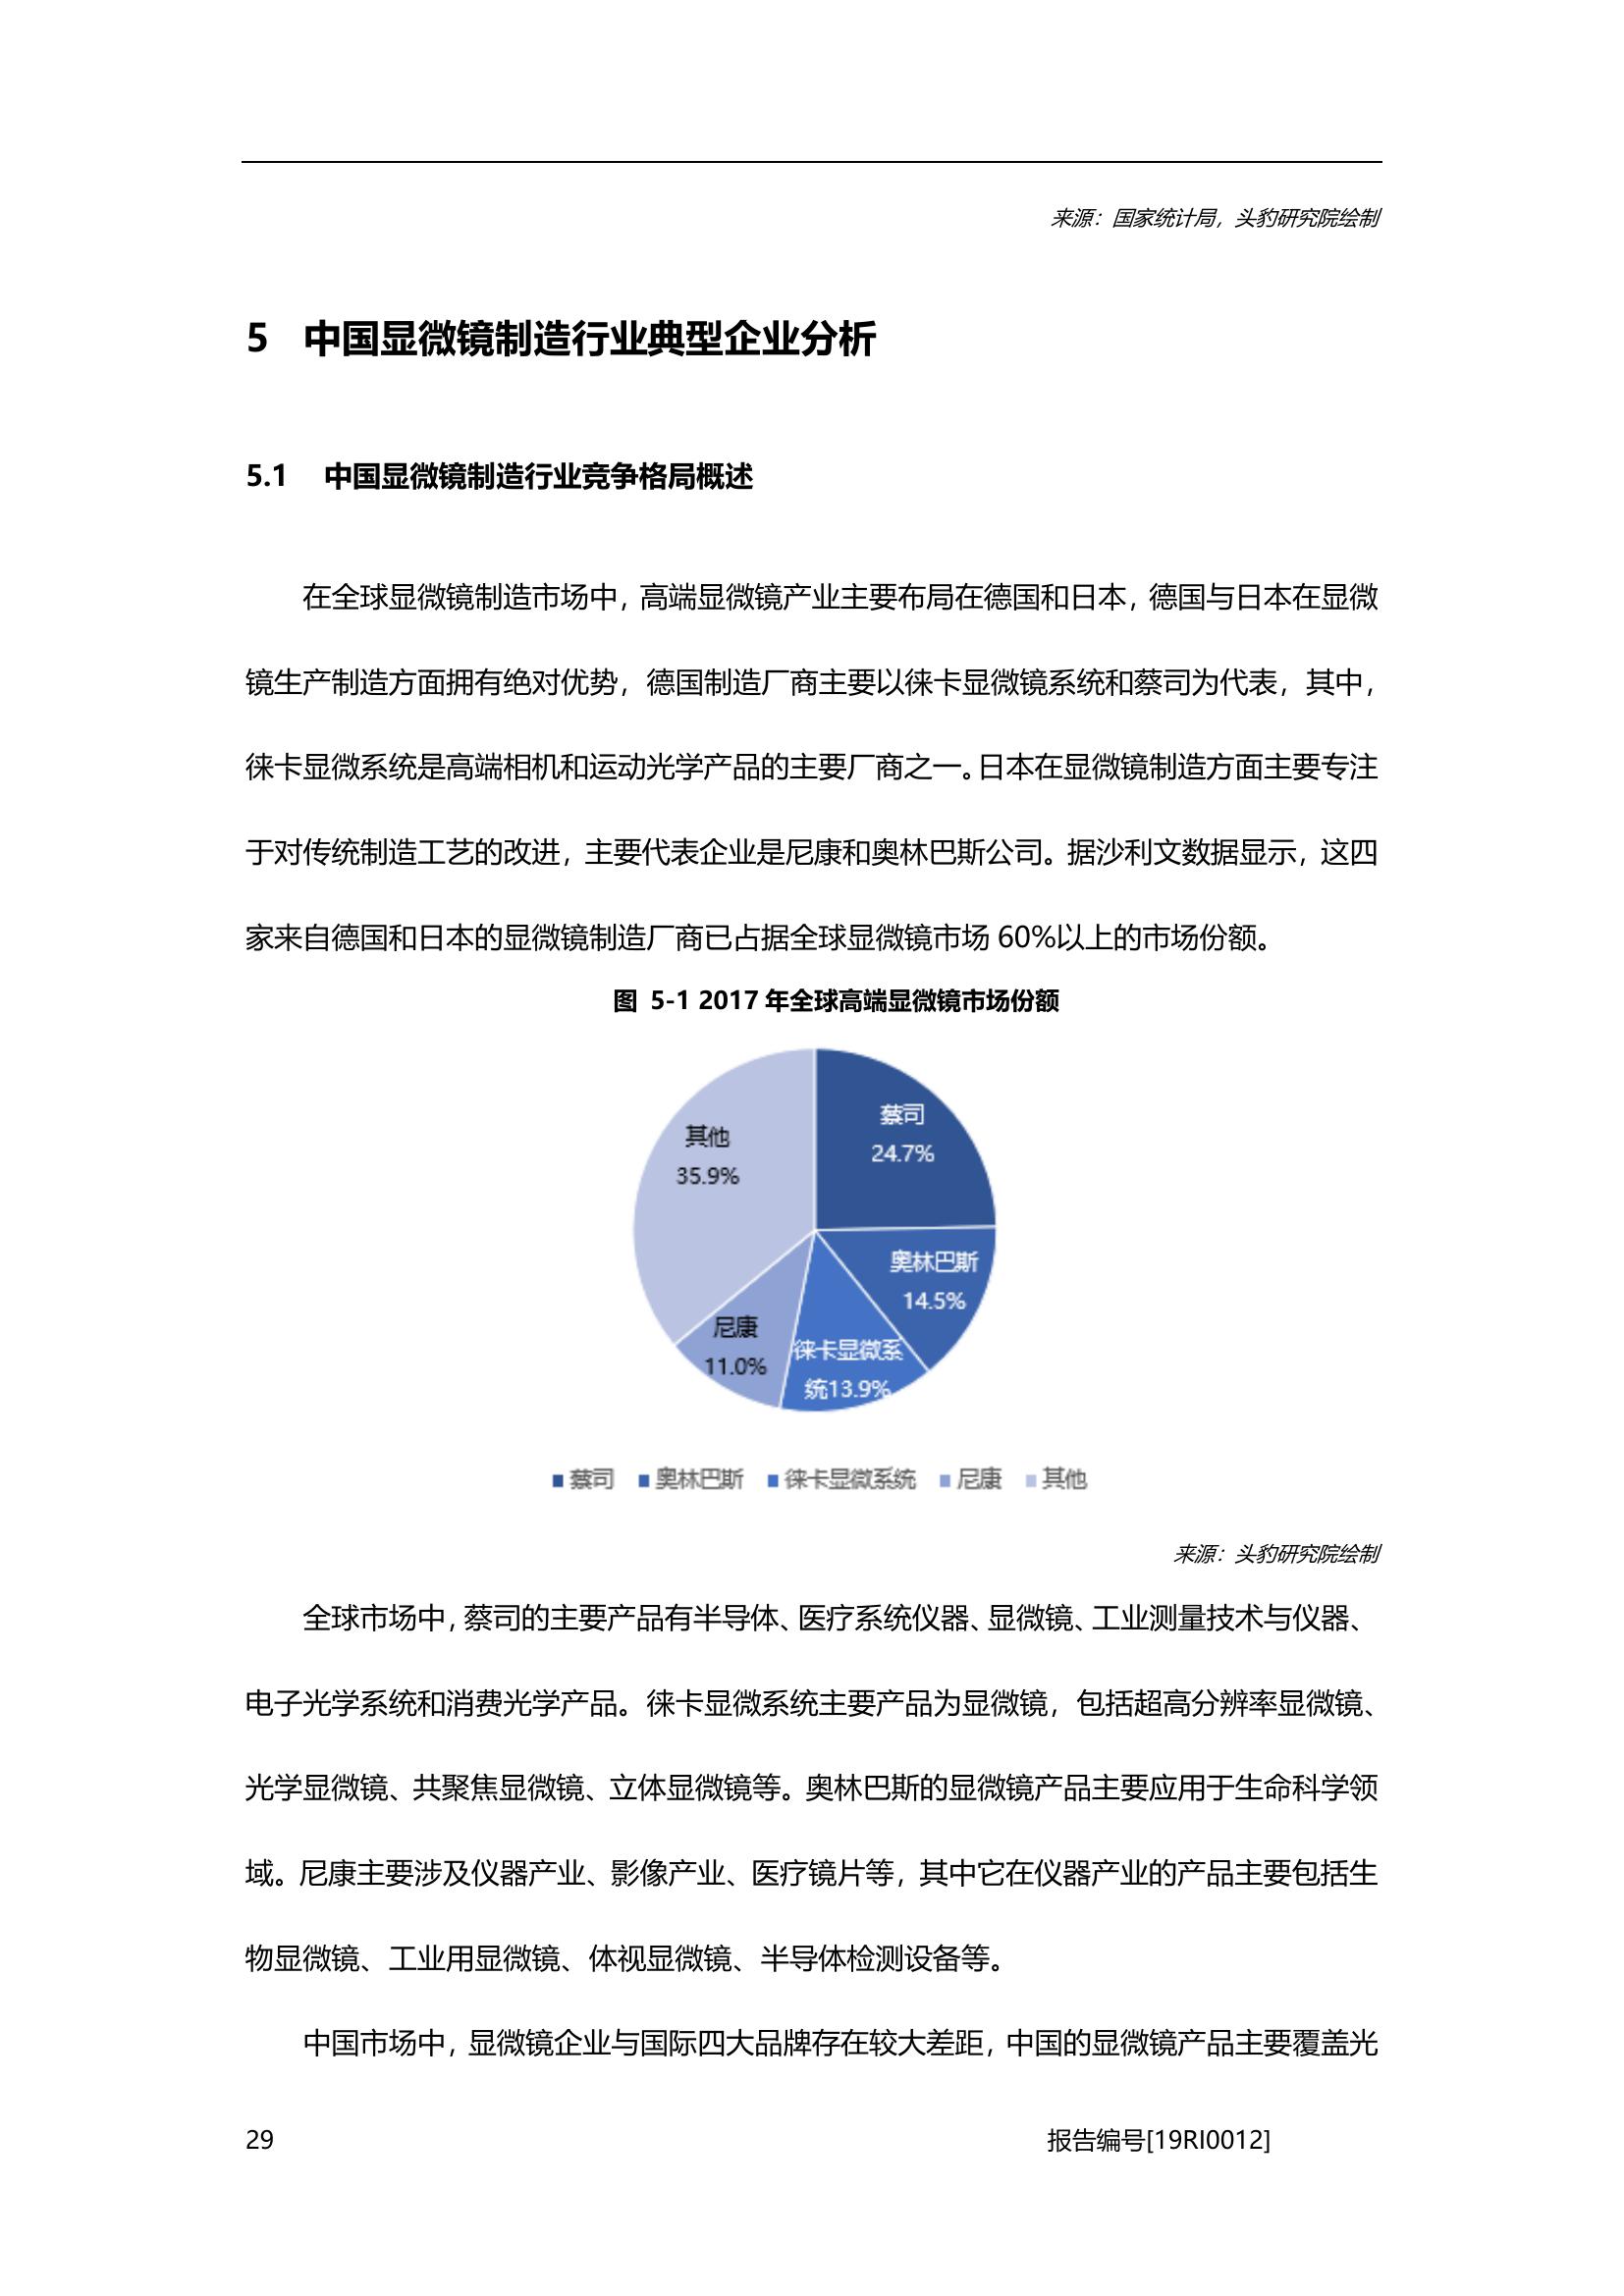 来源：国家统计局，头豹研究院绘制
5 中国显微镜制造行业典型企业分析
5.1 中国显微镜制造行业竞争格局概述
在全球显微镜制造市场中，高端显微镜产业主要布局在德国和日本，德国与日本在显微
镜生产制造方面拥有绝对优势，德国制造厂商主要以徕卡显微镜系统和蔡司为代表，其中，
徕卡显微系统是高端相机和运动光学产品的主要厂商之一。日本在显微镜制造方面主要专注
于对传统制造工艺的改进，主要代表企业是尼康和奥林巴斯公司。据沙利文数据显示，这四
家来自德国和日本的显微镜制造厂商已占据全球显微镜市场 60%以上的市场份额。
图 5-1 2017 年全球高端显微镜市场份额
蔡司
24.7%
其他
35.9%
奥林巴斯
14.5%
尼康
11.0%
徕卡显微系
统13.9%
蔡司 奥林巴斯 徕卡显微系统 尼康 其他
来源：头豹研究院绘制
全球市场中，蔡司的主要产品有半导体、医疗系统仪器、显微镜、工业测量技术与仪器、
电子光学系统和消费光学产品。徕卡显微系统主要产品为显微镜，包括超高分辨率显微镜、
光学显微镜、共聚焦显微镜、立体显微镜等。奥林巴斯的显微镜产品主要应用于生命科学领
域。尼康主要涉及仪器产业、影像产业、医疗镜片等，其中它在仪器产业的产品主要包括生
物显微镜、工业用显微镜、体视显微镜、半导体检测设备等。
中国市场中，显微镜企业与国际四大品牌存在较大差距，中国的显微镜产品主要覆盖光
29 报告编号[19RI0012]